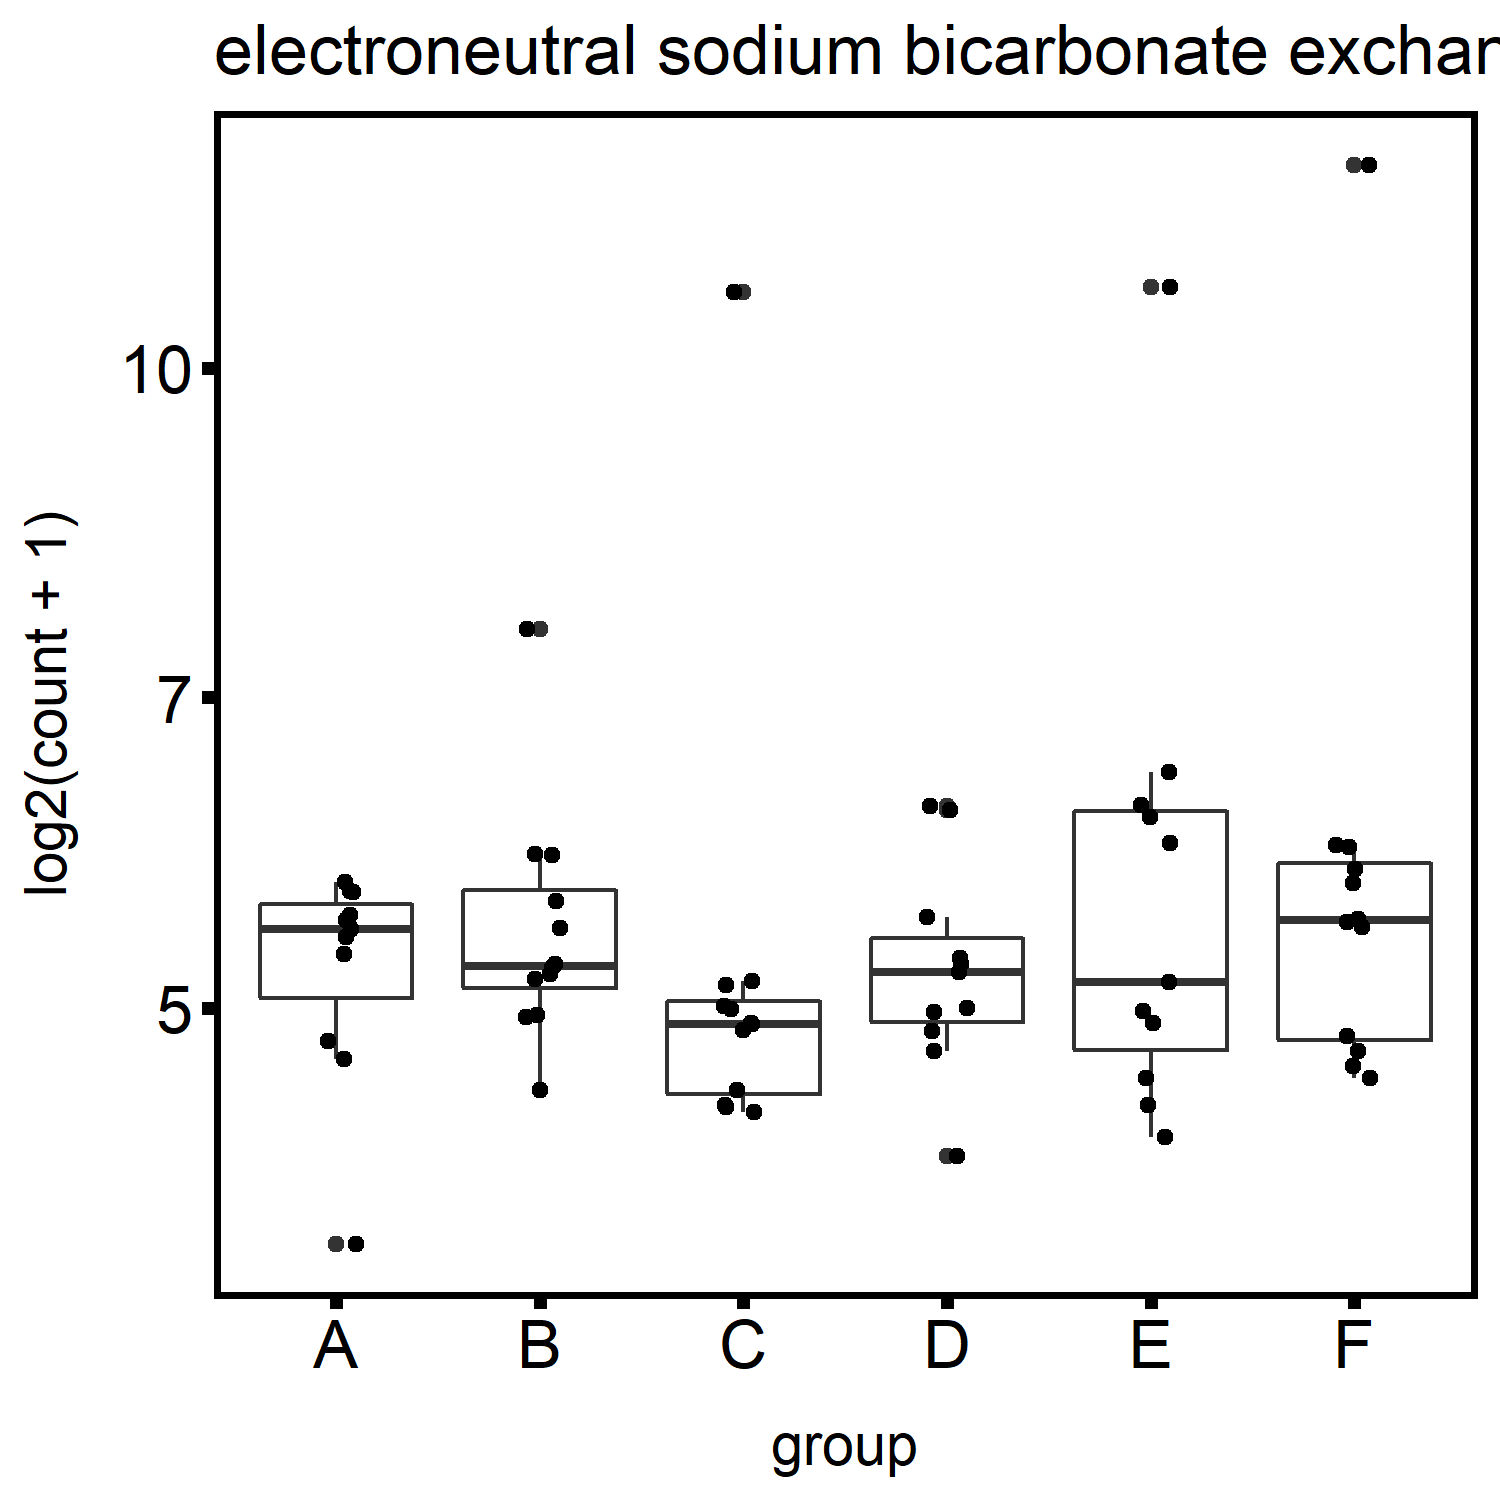 electroneutral sodium bicarbonate exchan
log2(count + 1)
10
7
5
A B C D E F
group